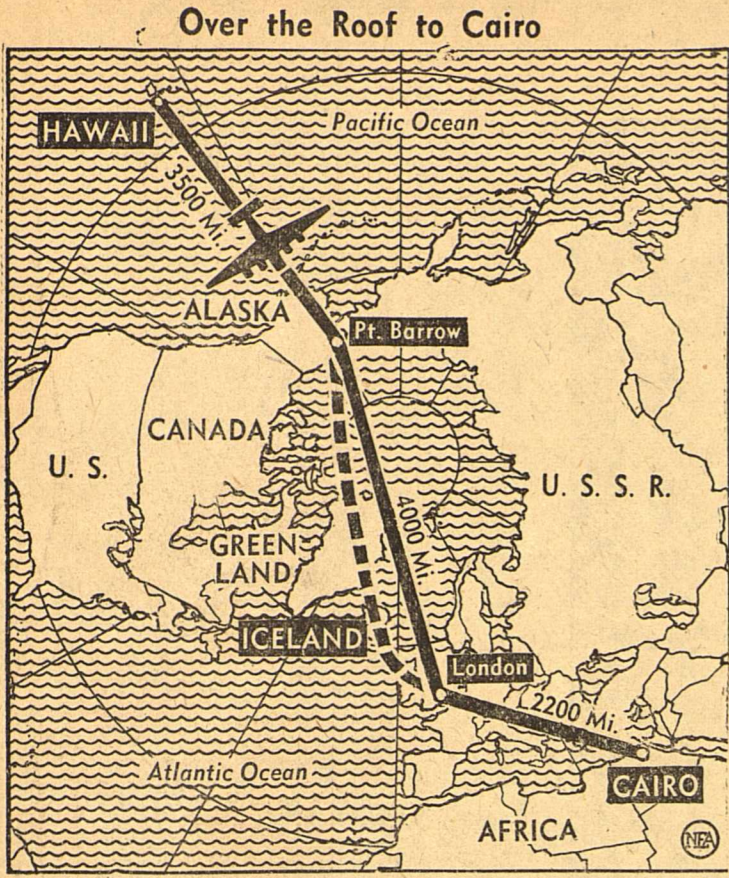 Over the Roof to Cairo
HAWAII
Pacific Ocean
3500 Mi.
ALASKA
Pt. Barrow
CANADA
U. S.
U. S. S. R.
4000 Mi.
GREEN-
LAND
ICELAND
London
2200 Mi.
Atlantic Ocean
CAIRO
AFRICA
NEA